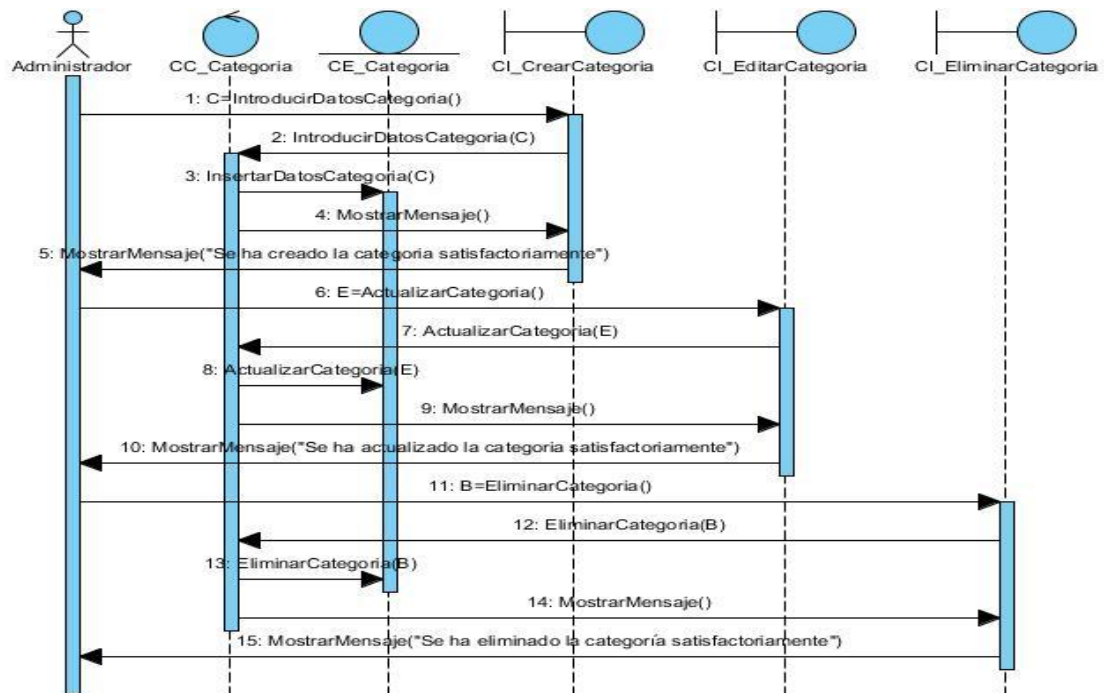 Administrador
CC_Categoria
CE_Categoria
CI_CrearCategoria
CI_EditarCategoria
CI_EliminarCategoria
1: C=IntroducirDatosCategoria()
2: IntroducirDatosCategoria(C)
3: InsertarDatosCategoria(C)
4: MostrarMensaje()
5: MostrarMensaje("Se ha creado la categoria satisfactoriamente")
6: E=ActualizarCategoria()
7: ActualizarCategoria(E)
8: ActualizarCategoria(E)
9: MostrarMensaje()
10: MostrarMensaje("Se ha actualizado la categoria satisfactoriamente")
11: B=EliminarCategoria()
12: EliminarCategoria(B)
13: EliminarCategoria(B)
14: MostrarMensaje()
15: MostrarMensaje("Se ha eliminado la categoría satisfactoriamente")